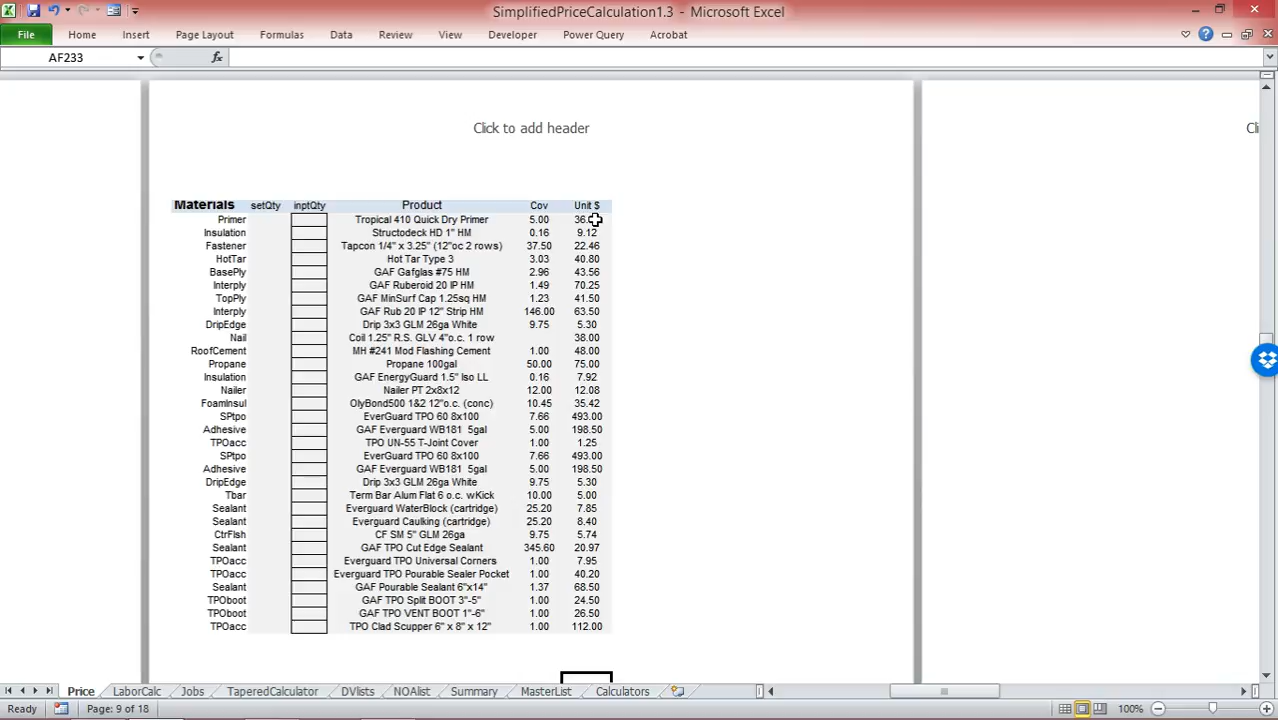 SimplifiedPriceCalculation1.3 - Microsoft Excel
File Home Insert Page Layout Formulas Data Review View Developer Power Query Acrobat
AF233 fx
Click to add header
Materials setQty inptQty Product Cov Unit $
Primer Tropical 410 Quick Dry Primer 5.00
Insulation Structodeck HD 1" HM 0.16 9.12
Fastener Tapcon 1/4" x 3.25" (12"oc 2 rows) 37.50 22.46
HotTar Hot Tar Type 3 3.03 40.80
BasePly GAF Gafglas #75 HM 2.96 43.56
Interply GAF Ruberoid 20 IP HM 1.49 70.25
TopPly GAF MinSurf Cap 1.25sq HM 1.23 41.50
Interply GAF Rub 20 IP 12" Strip HM 146.00 63.50
DripEdge Drip 3x3 GLM 26ga White 9.75 5.30
Nail Coil 1.25" R.S. GLV 4"o.c. 1 row 38.00
RoofCement MH #241 Mod Flashing Cement 1.00 48.00
Propane Propane 100gal 50.00 75.00
Insulation GAF EnergyGuard 1.5" Iso LL 0.16 7.92
Nailer Nailer PT 2x8x12 12.00 12.08
FoamInsul OlyBond500 1&2 12"o.c. (conc) 10.45 35.42
SPtpo EverGuard TPO 60 8x100 7.66 493.00
Adhesive GAF Everguard WB181 5gal 5.00 198.50
TPOacc TPO UN-55 T-Joint Cover 1.00 1.25
SPtpo EverGuard TPO 60 8x100 7.66 493.00
Adhesive GAF Everguard WB181 5gal 5.00 198.50
DripEdge Drip 3x3 GLM 26ga White 9.75 5.30
Tbar Term Bar Alum Flat 6 o.c. wKick 10.00 5.00
Sealant Everguard WaterBlock (cartridge) 25.20 7.85
Sealant Everguard Caulking (cartridge) 25.20 8.40
CtrFlsh CF SM 5" GLM 26ga 9.75 5.74
Sealant GAF TPO Cut Edge Sealant 345.60 20.97
TPOacc Everguard TPO Universal Corners 1.00 7.95
TPOacc Everguard TPO Pourable Sealer Pocket 1.00 40.20
Sealant GAF Pourable Sealant 6"x14" 1.37 68.50
TPOboot GAF TPO Split BOOT 3"-5" 1.00 24.50
TPOboot GAF TPO VENT BOOT 1"-6" 1.00 26.50
TPOacc TPO Clad Scupper 6" x 8" x 12" 1.00 112.00
Price LaborCalc Jobs TaperedCalculator DVlists NOAlist Summary MasterList Calculators
Ready Page: 9 of 18 100%